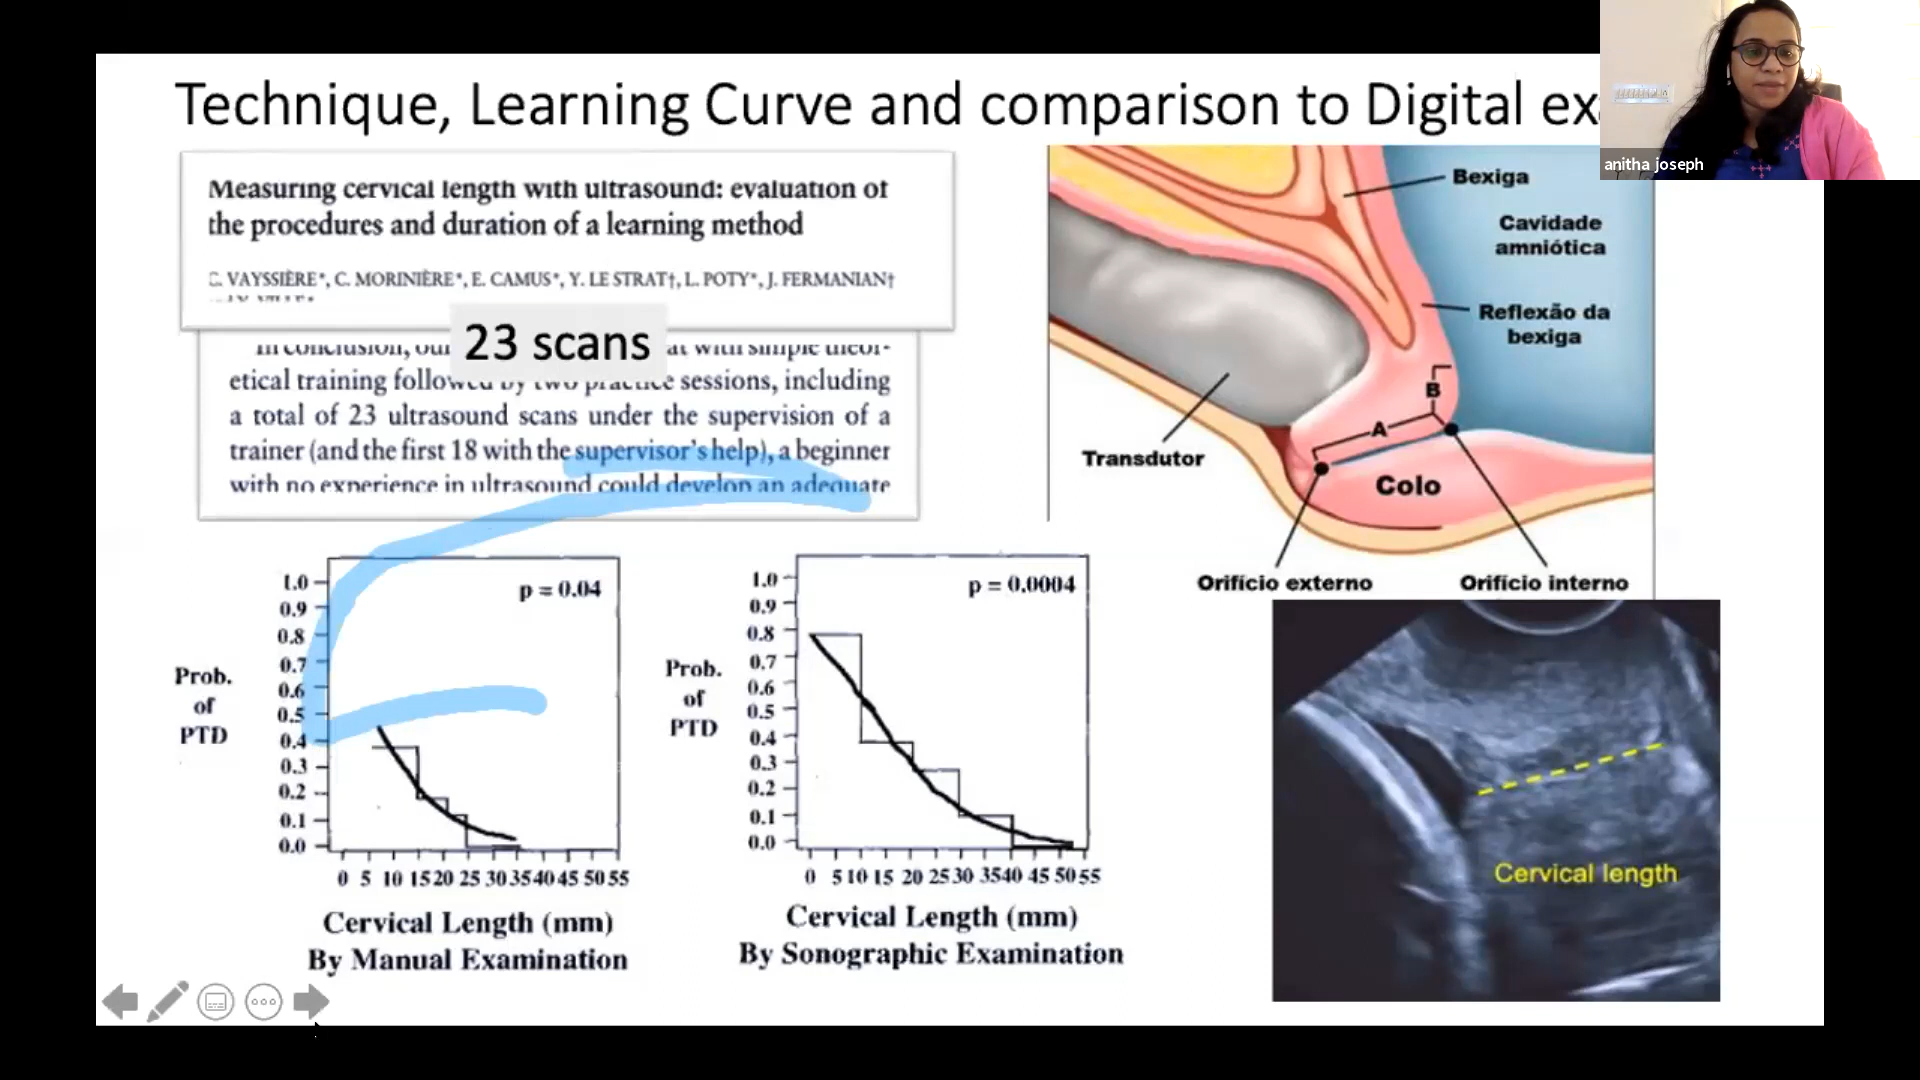 Technique, Learning Curve and comparison to Digital ex
anitha joseph
Measuring cervical length with ultrasound: evaluation of
the procedures and duration of a learning method
C. VAYSSIÈRE*, C. MORINIÈRE*, E. CAMUS*, Y. LE STRAT†, L. POTY*, J. FERMANIAN†
23 scans
In conclusion, our at with simple theor-
etical training followed by two practice sessions, including
a total of 23 ultrasound scans under the supervision of a
trainer (and the first 18 with the supervisor's help), a beginner
with no experience in ultrasound could develop an adequate
Bexiga
Cavidade
amniótica
Reflexão da
bexiga
B
A
Transdutor
Colo
Orifício externo
Orifício interno
p = 0.04
1.0
0.9
0.8
0.7
0.6
0.5
0.4
0.3
0.2
0.1
0.0
Prob.
of
PTD
0 5 10 15 20 25 30 35 40 45 50 55
Cervical Length (mm)
By Manual Examination
p = 0.0004
1.0
0.9
0.8
0.7
0.6
0.5
0.4
0.3
0.2
0.1
0.0
Prob.
of
PTD
0 5 10 15 20 25 30 35 40 45 50 55
Cervical Length (mm)
By Sonographic Examination
Cervical length